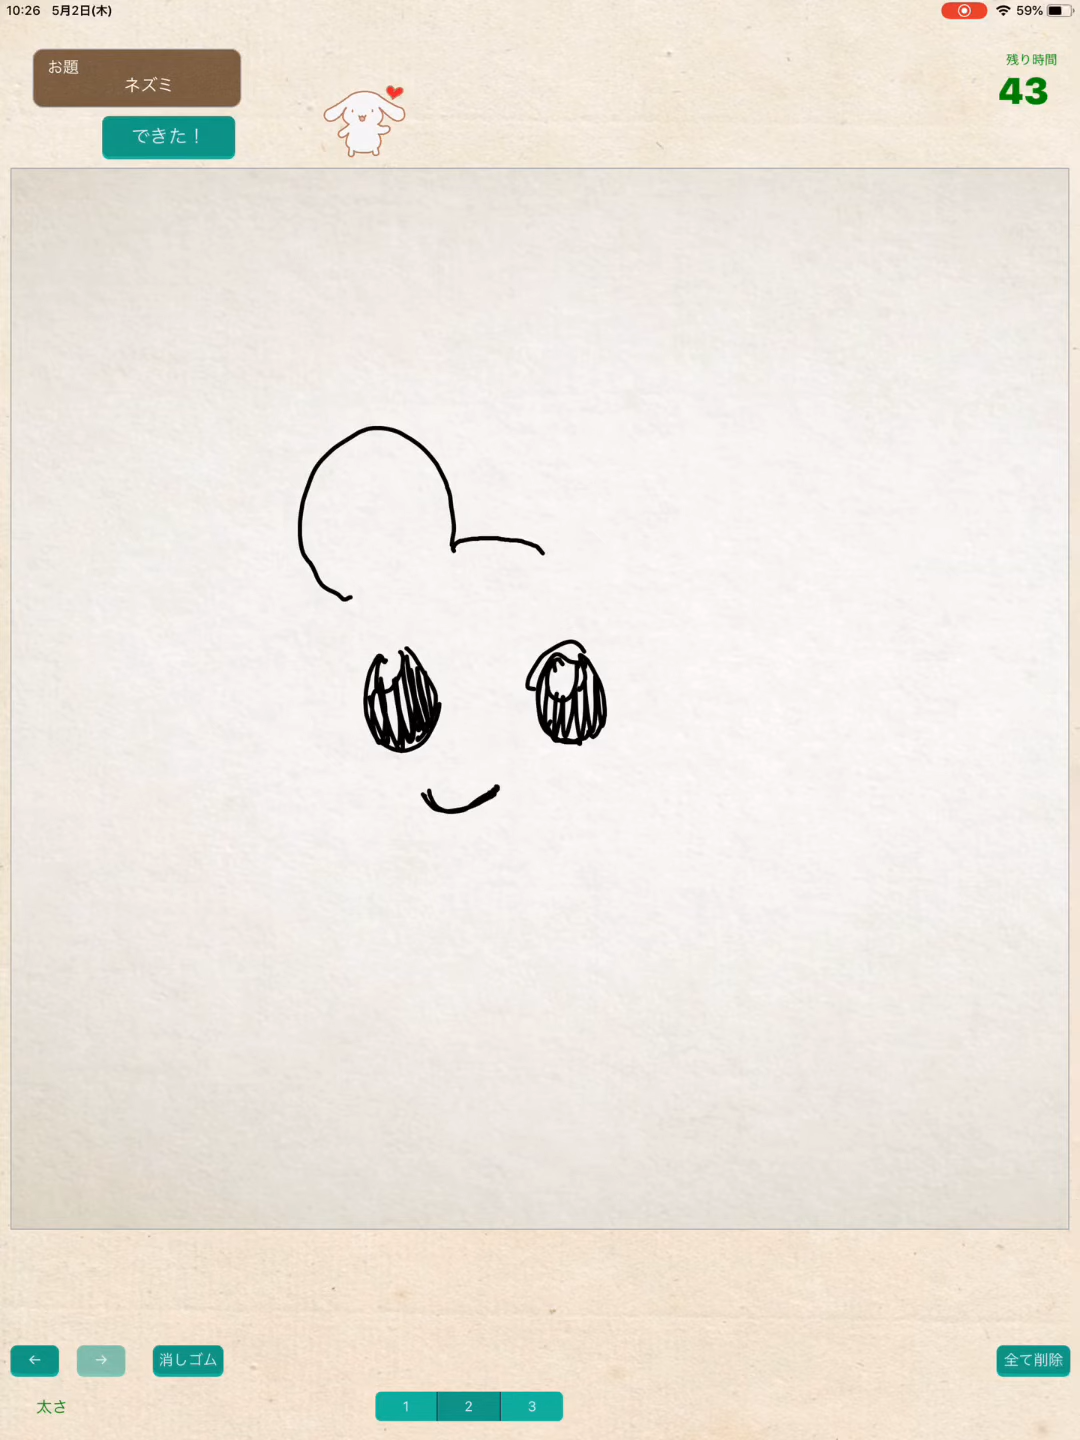 10:26 5月2日(木)
59%
お題
ネズミ
できた！
残り時間
43
←
→
消しゴム
全て削除
太さ
1
2
3